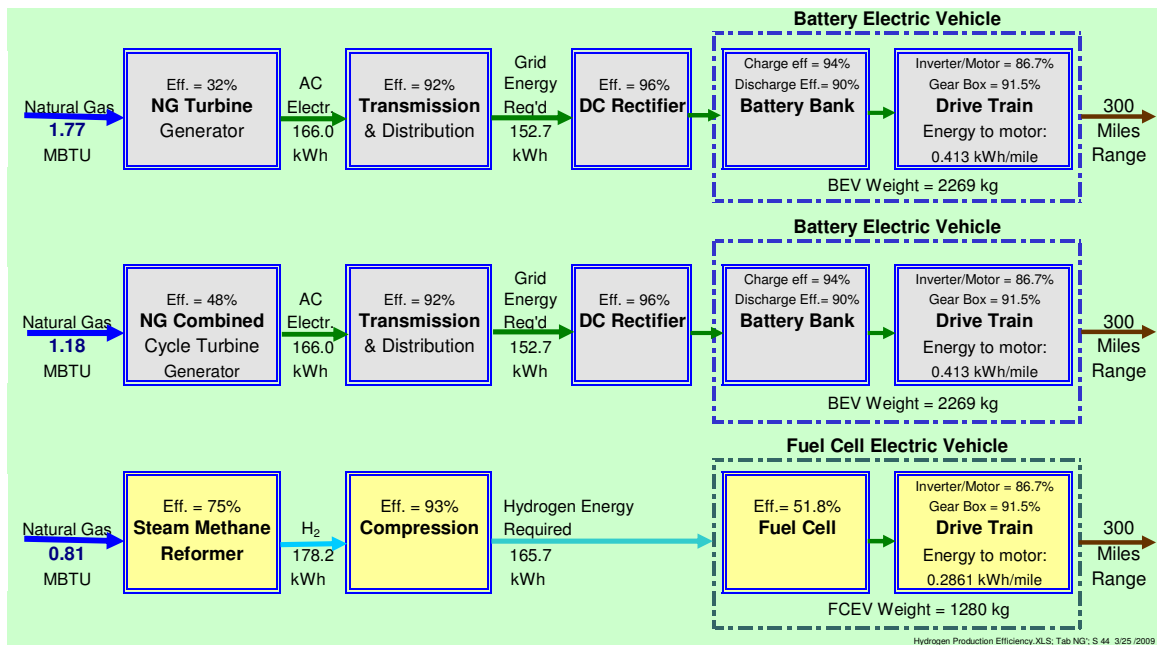 Battery Electric Vehicle
Natural Gas
1.77
MBTU
Eff. = 32%
NG Turbine
Generator
AC
Electr.
166.0
kWh
Eff. = 92%
Transmission
& Distribution
Grid
Energy
Req'd
152.7
kWh
Eff. = 96%
DC Rectifier
Charge eff = 94%
Discharge Eff.= 90%
Battery Bank
Inverter/Motor = 86.7%
Gear Box = 91.5%
Drive Train
Energy to motor:
0.413 kWh/mile
300
Miles
Range
BEV Weight = 2269 kg
Battery Electric Vehicle
Natural Gas
1.18
MBTU
Eff. = 48%
NG Combined
Cycle Turbine
Generator
AC
Electr.
166.0
kWh
Eff. = 92%
Transmission
& Distribution
Grid
Energy
Req'd
152.7
kWh
Eff. = 96%
DC Rectifier
Charge eff = 94%
Discharge Eff.= 90%
Battery Bank
Inverter/Motor = 86.7%
Gear Box = 91.5%
Drive Train
Energy to motor:
0.413 kWh/mile
300
Miles
Range
BEV Weight = 2269 kg
Fuel Cell Electric Vehicle
Natural Gas
0.81
MBTU
Eff. = 75%
Steam Methane
Reformer
H2
178.2
kWh
Eff. = 93%
Compression
Hydrogen Energy
Required
165.7
kWh
Eff.= 51.8%
Fuel Cell
Inverter/Motor = 86.7%
Gear Box = 91.5%
Drive Train
Energy to motor:
0.2861 kWh/mile
300
Miles
Range
FCEV Weight = 1280 kg
Hydrogen Production Efficiency.XLS; Tab NG'; S 44 3/25 /2009